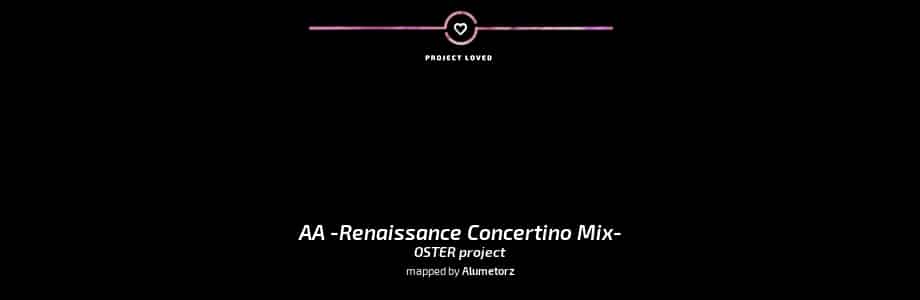 PROJECT LOVED
AA -Renaissance Concertino Mix-
OSTER project
mapped by Alumetorz